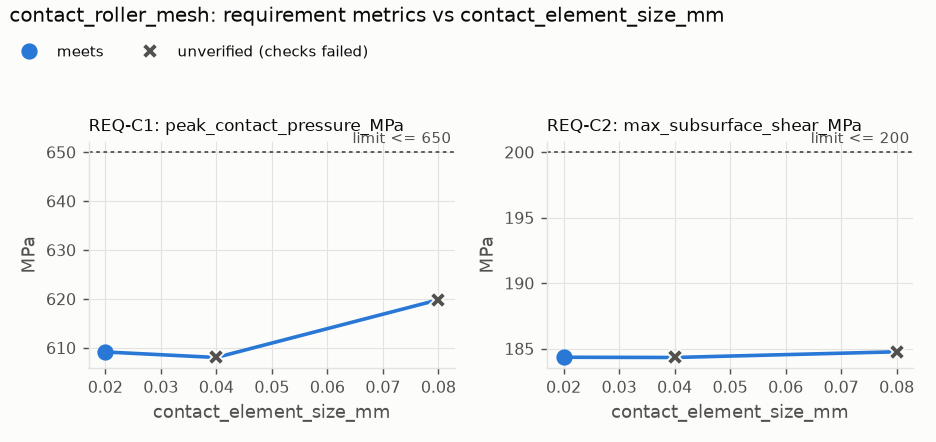 contact_roller_mesh: requirement metrics vs contact_element_size_mm
meets
unverified (checks failed)
REQ-C1: peak_contact_pressure_MPa
limit <= 650
650
640
630
620
610
MPa
0.02 0.03 0.04 0.05 0.06 0.07 0.08
contact_element_size_mm
REQ-C2: max_subsurface_shear_MPa
limit <= 200
200
195
190
185
MPa
0.02 0.03 0.04 0.05 0.06 0.07 0.08
contact_element_size_mm